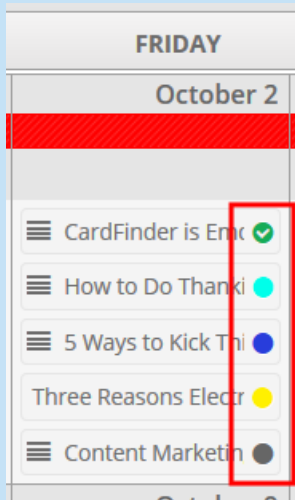 FRIDAY
October 2
CardFinder is Emo
How to Do Thanki
5 Ways to Kick Thi
Three Reasons Electr
Content Marketin